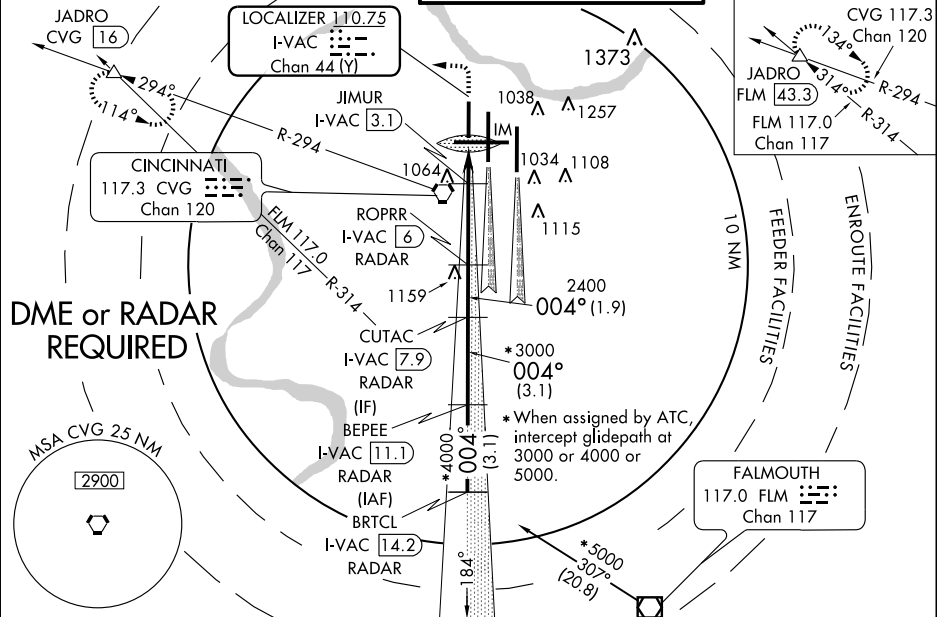 JADRO
CVG 16
LOCALIZER 110.75
I-VAC
Chan 44 (Y)
1373
CVG 117.3
Chan 120
134°
314°
JADRO
FLM 43.3
R-294
R-314
FLM 117.0
Chan 117
294°
114°
R-294
JIMUR
I-VAC 3.1
1038
1257
IM
1064
1034
1108
CINCINNATI
117.3 CVG
Chan 120
1115
FLM 117.0
Chan 117
R-314
ROPRR
I-VAC 6
RADAR
1159
10 NM
FEEDER FACILITIES
ENROUTE FACILITIES
2400
004° (1.9)
DME or RADAR
REQUIRED
CUTAC
I-VAC 7.9
RADAR
*3000
004°
(3.1)
(IF)
BEPEE
I-VAC 11.1
RADAR
*4000
004°
(3.1)
* When assigned by ATC,
intercept glidepath at
3000 or 4000 or
5000.
MSA CVG 25 NM
2900
(IAF)
BRTCL
I-VAC 14.2
RADAR
184°
FALMOUTH
117.0 FLM
Chan 117
*5000
307°
(20.8)